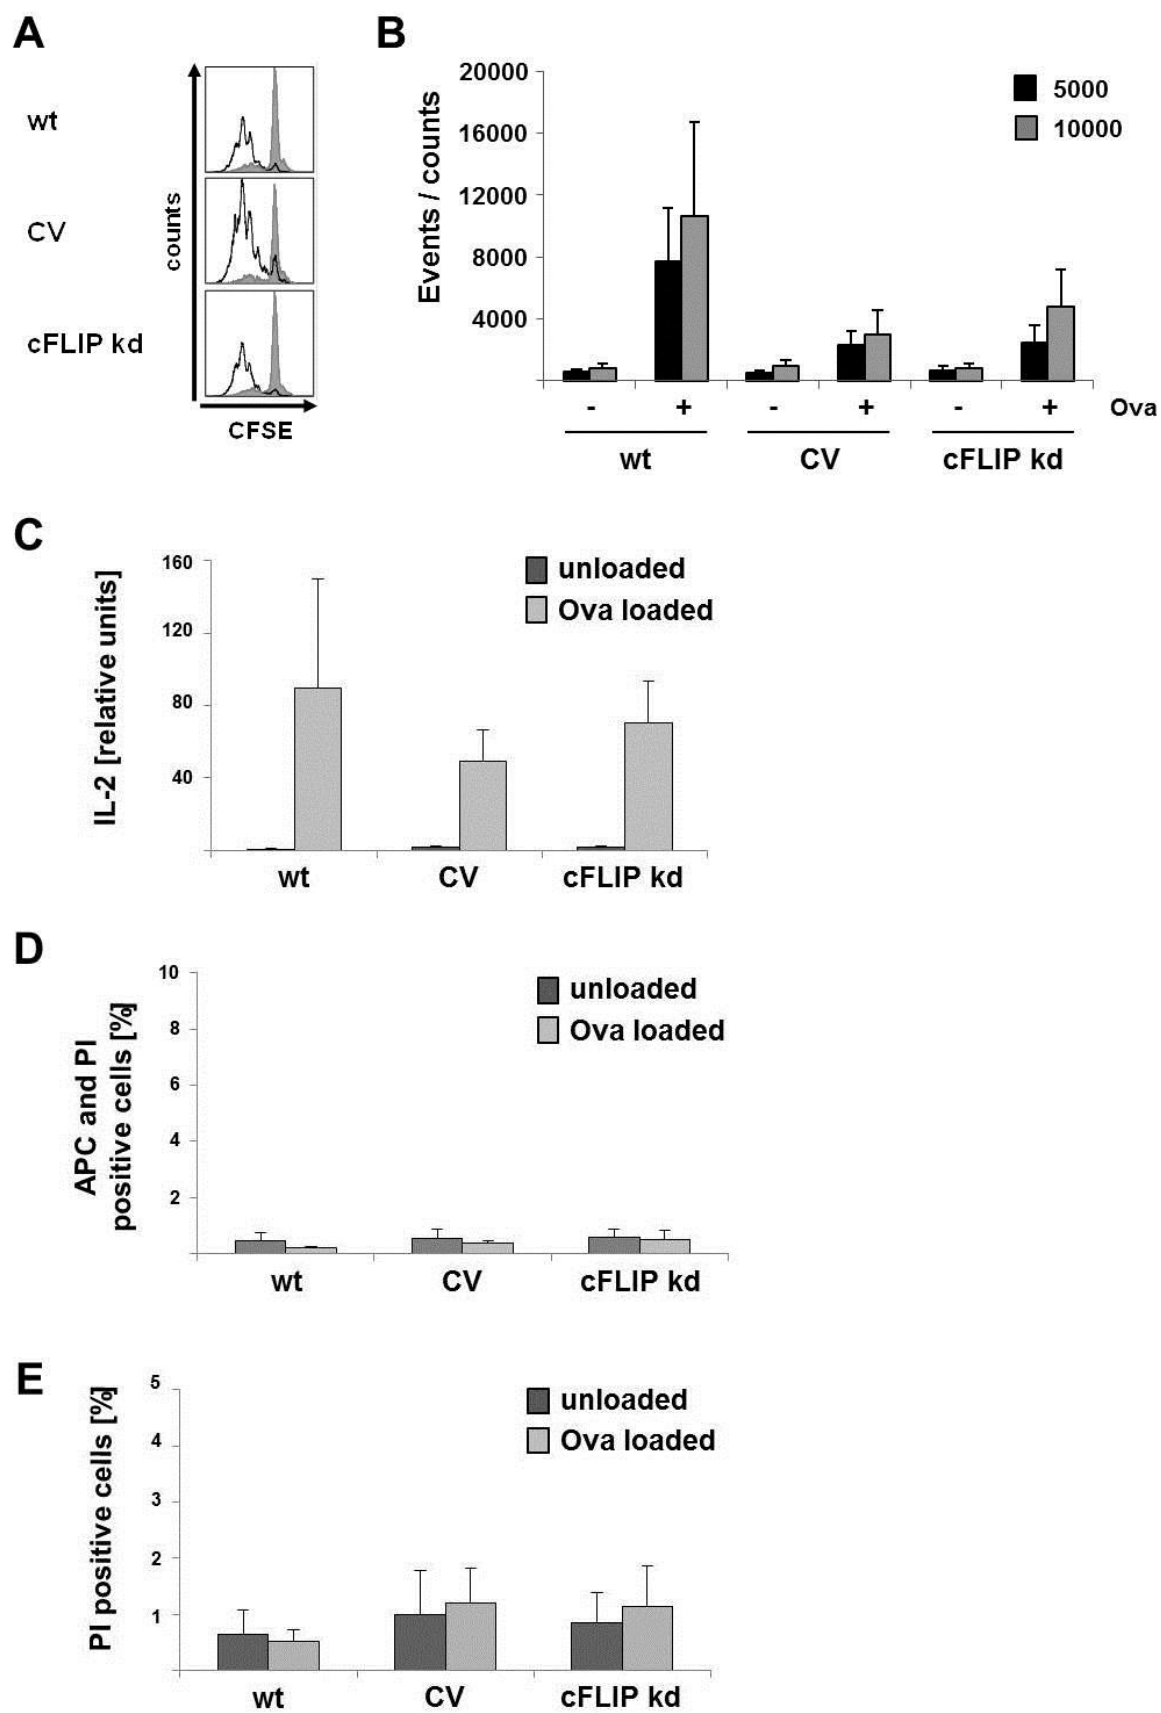 A
wt
CV
cFLIP kd
counts
CFSE
B
Events / counts
20000
16000
12000
8000
4000
5000
10000
- + - + - + Ova
wt CV cFLIP kd
C
IL-2 [relative units]
160
120
80
40
unloaded
Ova loaded
wt CV cFLIP kd
D
APC and PI
positive cells [%]
10
8
6
4
2
unloaded
Ova loaded
wt CV cFLIP kd
E
PI positive cells [%]
5
4
3
2
1
unloaded
Ova loaded
wt CV cFLIP kd